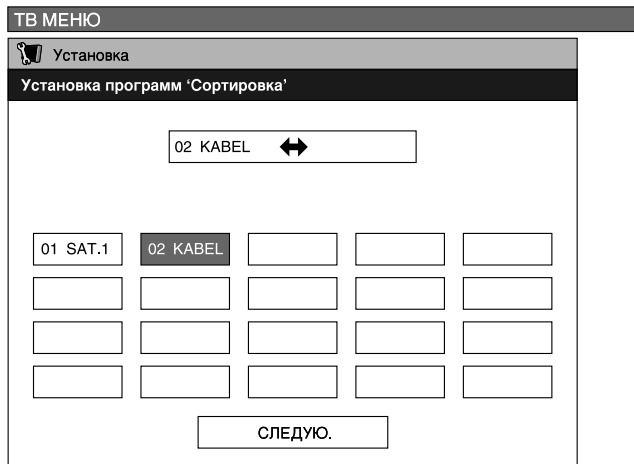 ТВ МЕНЮ
Установка
Установка программ ‘Сортировка’
02 KABEL
01 SAT.1 02 KABEL
СЛЕДУЮ.